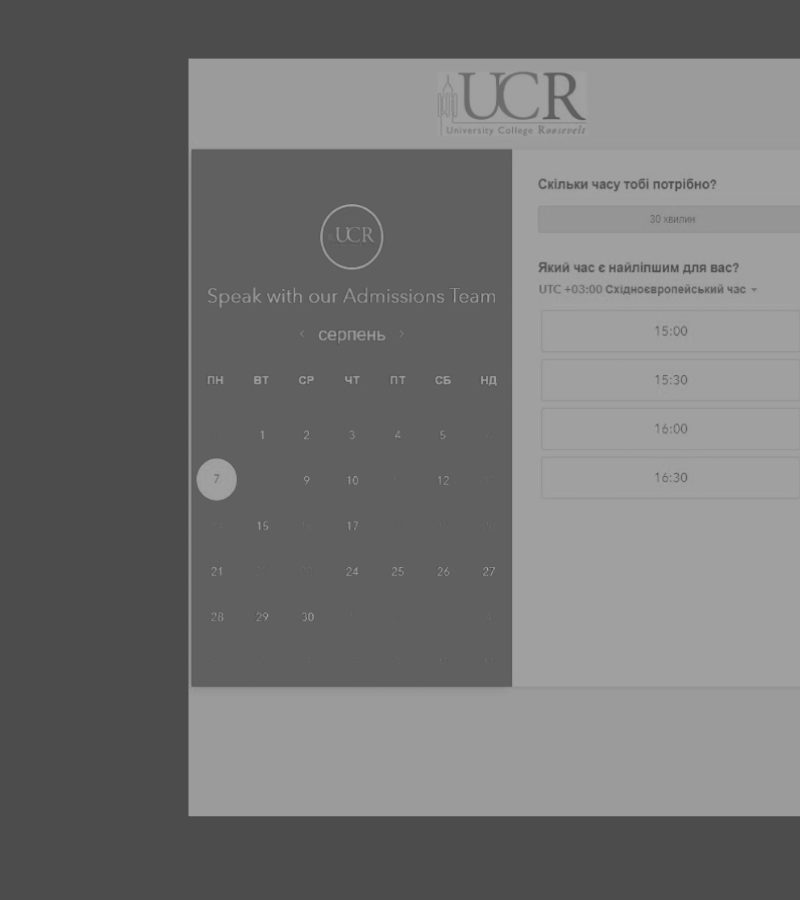 UCR
University College Roosevelt
UCR
Speak with our Admissions Team
‹ серпень ›
ПН ВТ СР ЧТ ПТ СБ НД
1 2 3 4 5
7 9 10 12
15 17
21 24 25 26 27
28 29 30
Скільки часу тобі потрібно?
30 хвилин
Який час є найліпшим для вас?
UTC +03:00 Східноєвропейський час
15:00
15:30
16:00
16:30